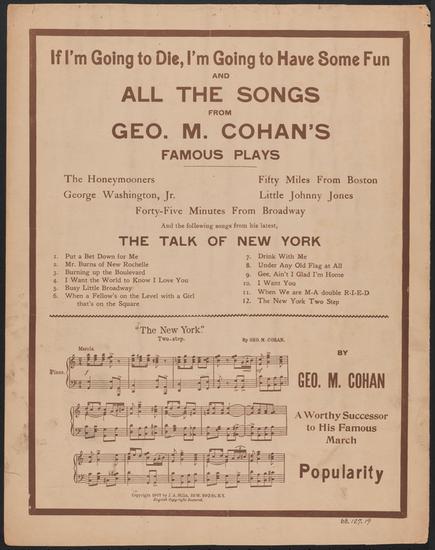 If I'm Going to Die, I'm Going to Have Some Fun
AND
ALL THE SONGS
FROM
GEO. M. COHAN'S
FAMOUS PLAYS
The Honeymooners Fifty Miles From Boston
George Washington, Jr. Little Johnny Jones
Forty-Five Minutes From Broadway
And the following songs from his latest,
THE TALK OF NEW YORK
1. Put a Bet Down for Me
2. Mr. Burns of New Rochelle
3. Burning up the Boulevard
4. I Want the World to Know I Love You
5. Busy Little Broadway
6. When a Fellow's on the Level with a Girl
that's on the Square
7. Drink With Me
8. Under Any Old Flag at All
9. Gee, Ain't I Glad I'm Home
10. I Want You
11. When We are M-A double R-I-E-D
12. The New York Two Step
"The New York."
Two-step.
By GEO. M. COHAN.
Marcia
Piano.
BY
GEO. M. COHAN
A Worthy Successor
to His Famous
March
Popularity
Copyright 1907 by F. A. Mills, N.Y.
English Copyright Secured.